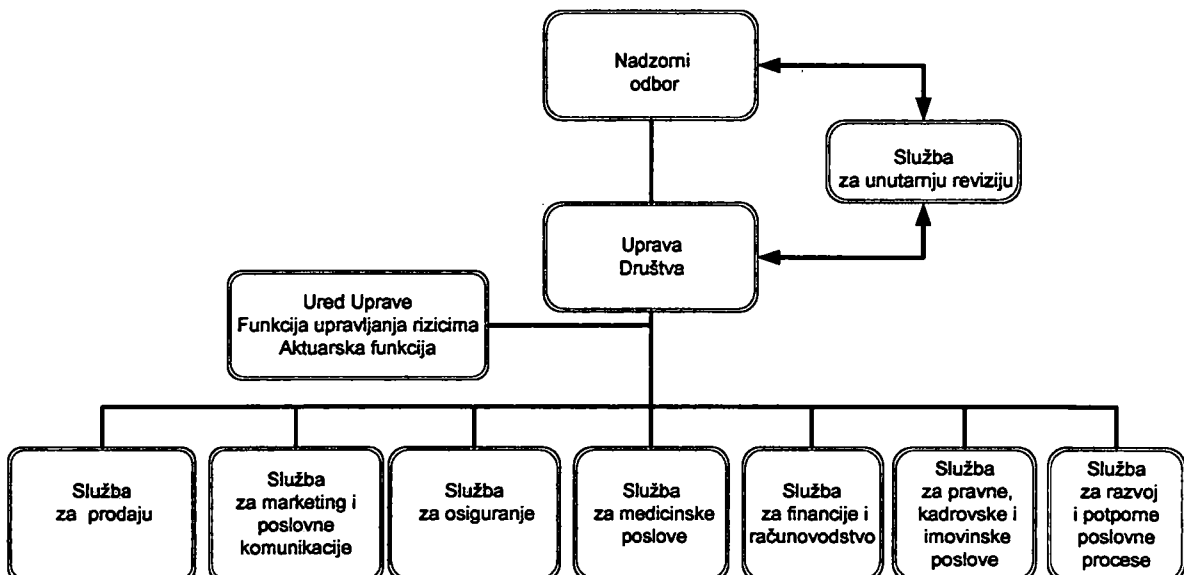 Nadzorni
odbor
Služba
za unutarnju reviziju
Uprava
Društva
Ured Uprave
Funkcija upravljanja rizicima
Aktuarska funkcija
Služba
za prodaju
Služba
za marketing i
poslovne
komunikacije
Služba
za osiguranje
Služba
za medicinske
poslove
Služba
za financije i
računovodstvo
Služba
za pravne,
kadrovske i
imovinske
poslove
Služba
za razvoj
i potporne
poslovne
procese